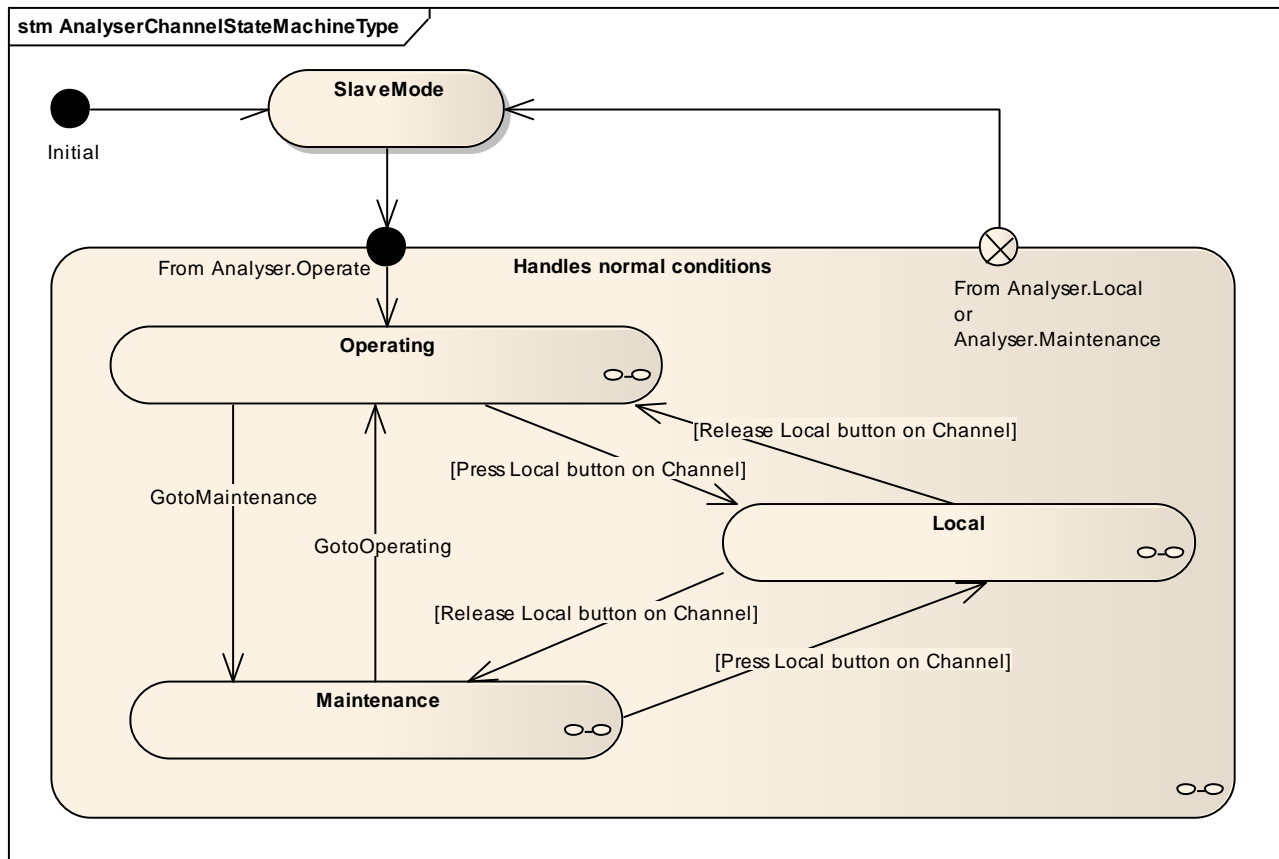 stm AnalyserChannelStateMachineType
SlaveMode
Initial
From Analyser.Operate
Handles normal conditions
From Analyser.Local
or
Analyser.Maintenance
Operating
[Release Local button on Channel]
[Press Local button on Channel]
GotoMaintenance
Local
GotoOperating
[Release Local button on Channel]
[Press Local button on Channel]
Maintenance